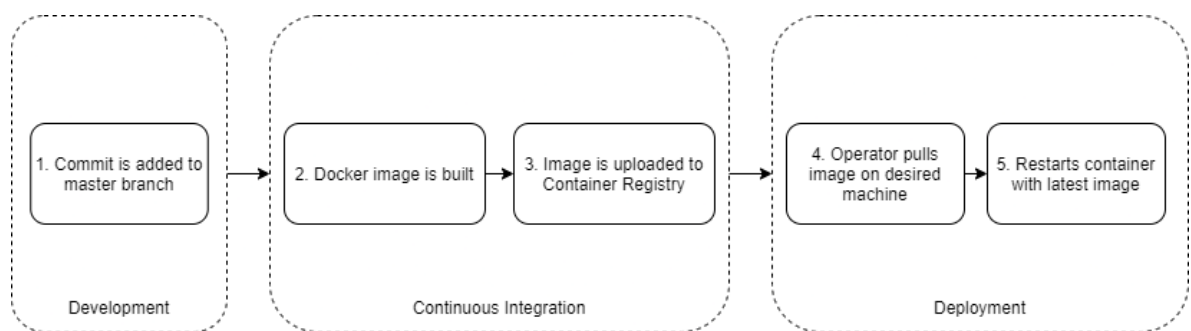 1. Commit is added to
master branch
2. Docker image is built
3. Image is uploaded to
Container Registry
4. Operator pulls
image on desired
machine
5. Restarts container
with latest image
Development
Continuous Integration
Deployment